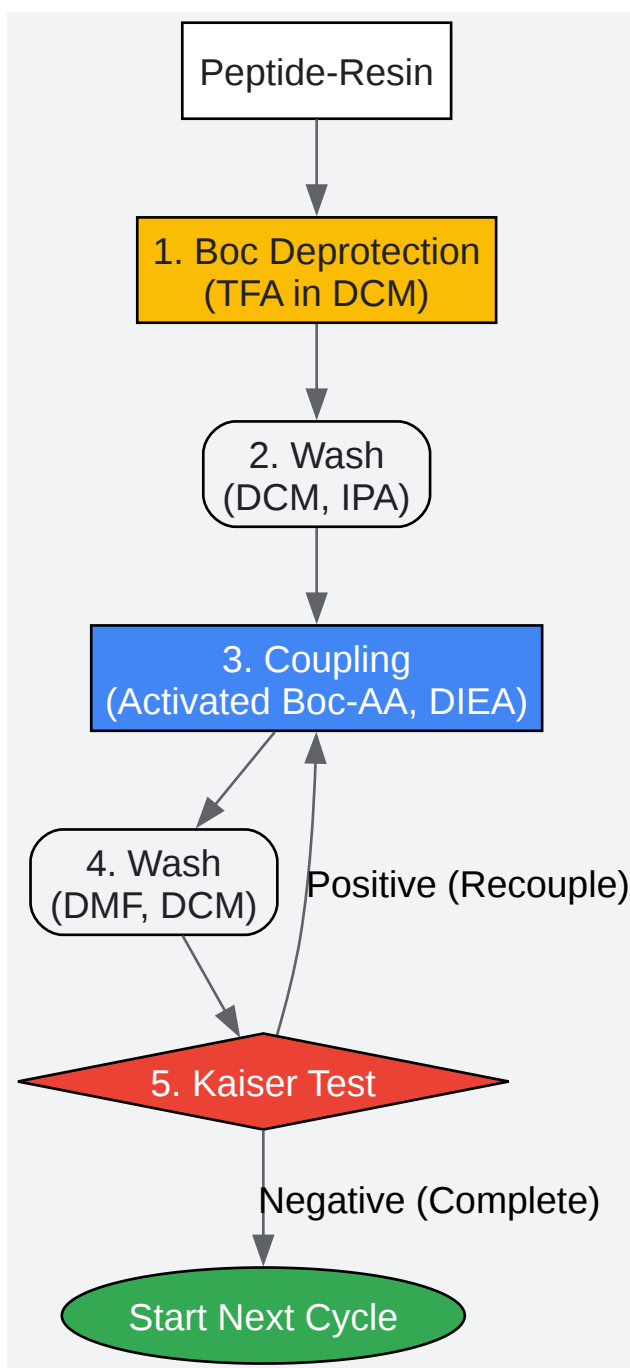 Peptide-Resin
1. Boc Deprotection
(TFA in DCM)
2. Wash
(DCM, IPA)
3. Coupling
(Activated Boc-AA, DIEA)
4. Wash
(DMF, DCM)
Positive (Recouple)
5. Kaiser Test
Negative (Complete)
Start Next Cycle